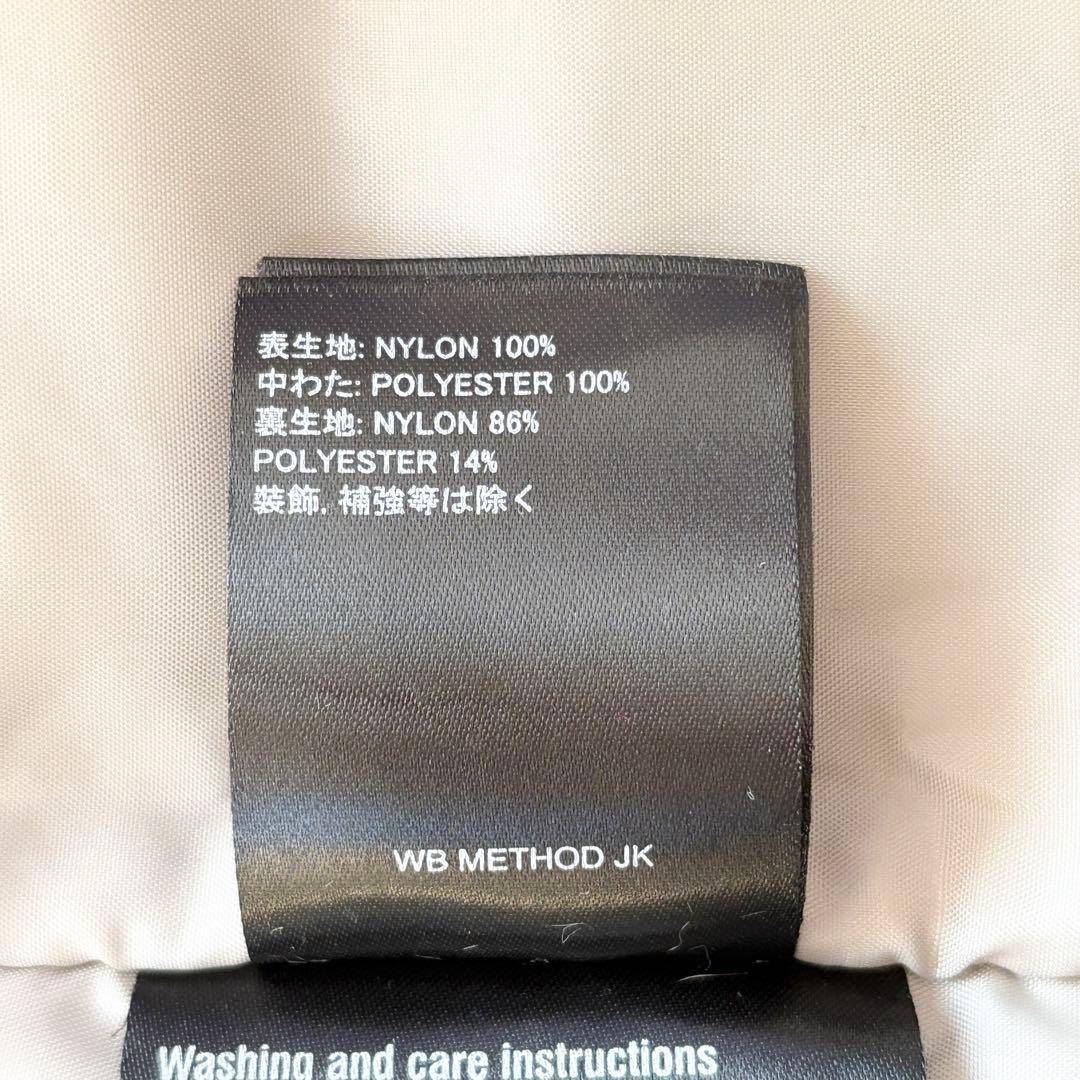 表生地: NYLON 100%
中わた: POLYESTER 100%
裏生地: NYLON 86%
POLYESTER 14%
装飾, 補強等は除く
WB METHOD JK
Washing and care instructions